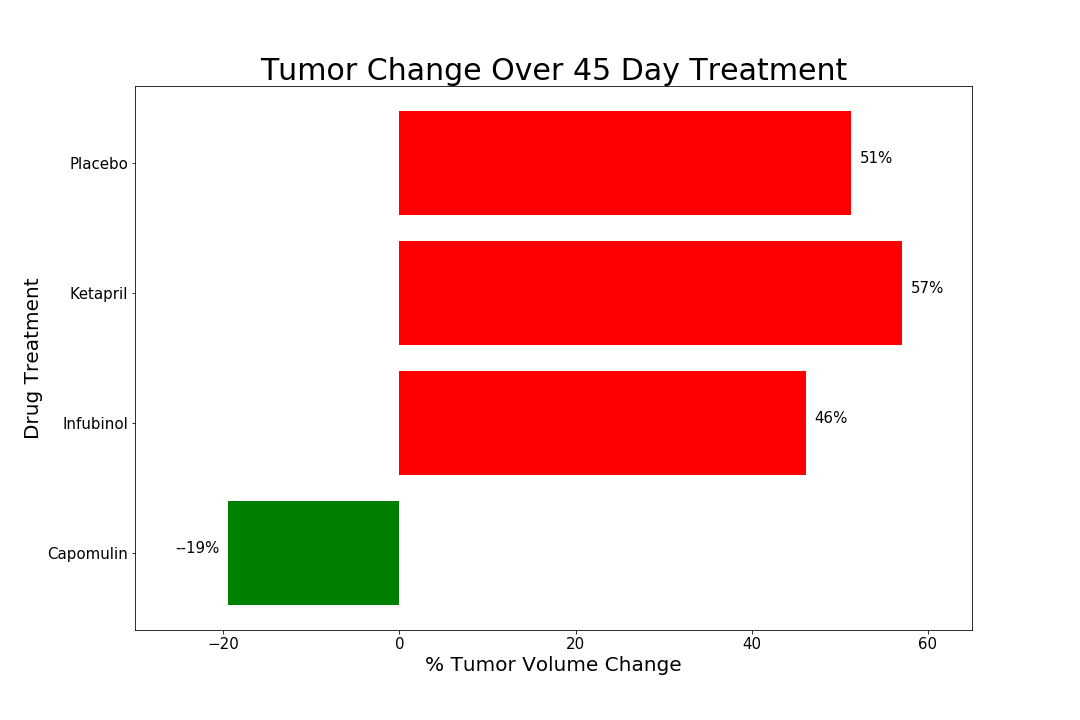 Tumor Change Over 45 Day Treatment
Placebo
51%
Ketapril
57%
Drug Treatment
Infubinol
46%
Capomulin
--19%
−20
0
20
40
60
% Tumor Volume Change